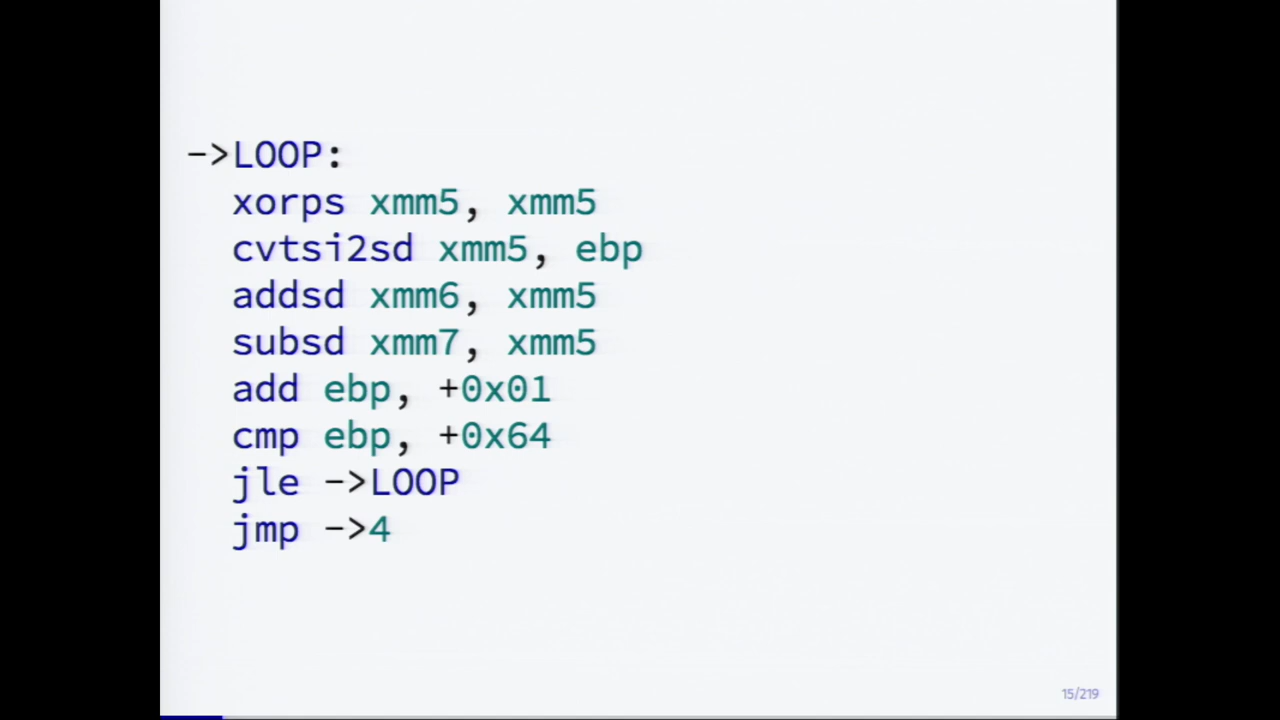 ->LOOP:
xorps xmm5, xmm5
cvtsi2sd xmm5, ebp
addsd xmm6, xmm5
subsd xmm7, xmm5
add ebp, +0x01
cmp ebp, +0x64
jle ->LOOP
jmp ->4
15/219